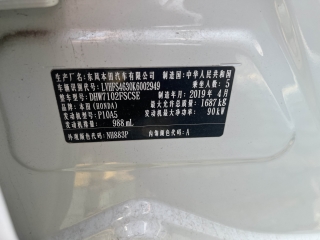 生产厂名: 东风本田汽车有限公司 制造国: 中华人民共和国
车辆识别代号: LVHFS4630K6002949 乘坐人数: 5
整车型号: DHW7102FSCSE 制造年月: 2019 年 4 月
品牌: 本田 (HONDA) 最大允许总质量: 1687 kg
发动机型号: P10A5 发动机最大净功率: 90 kW
发动机排量: 988 mL
外观颜色代号: NH883P 内饰颜色代号: A